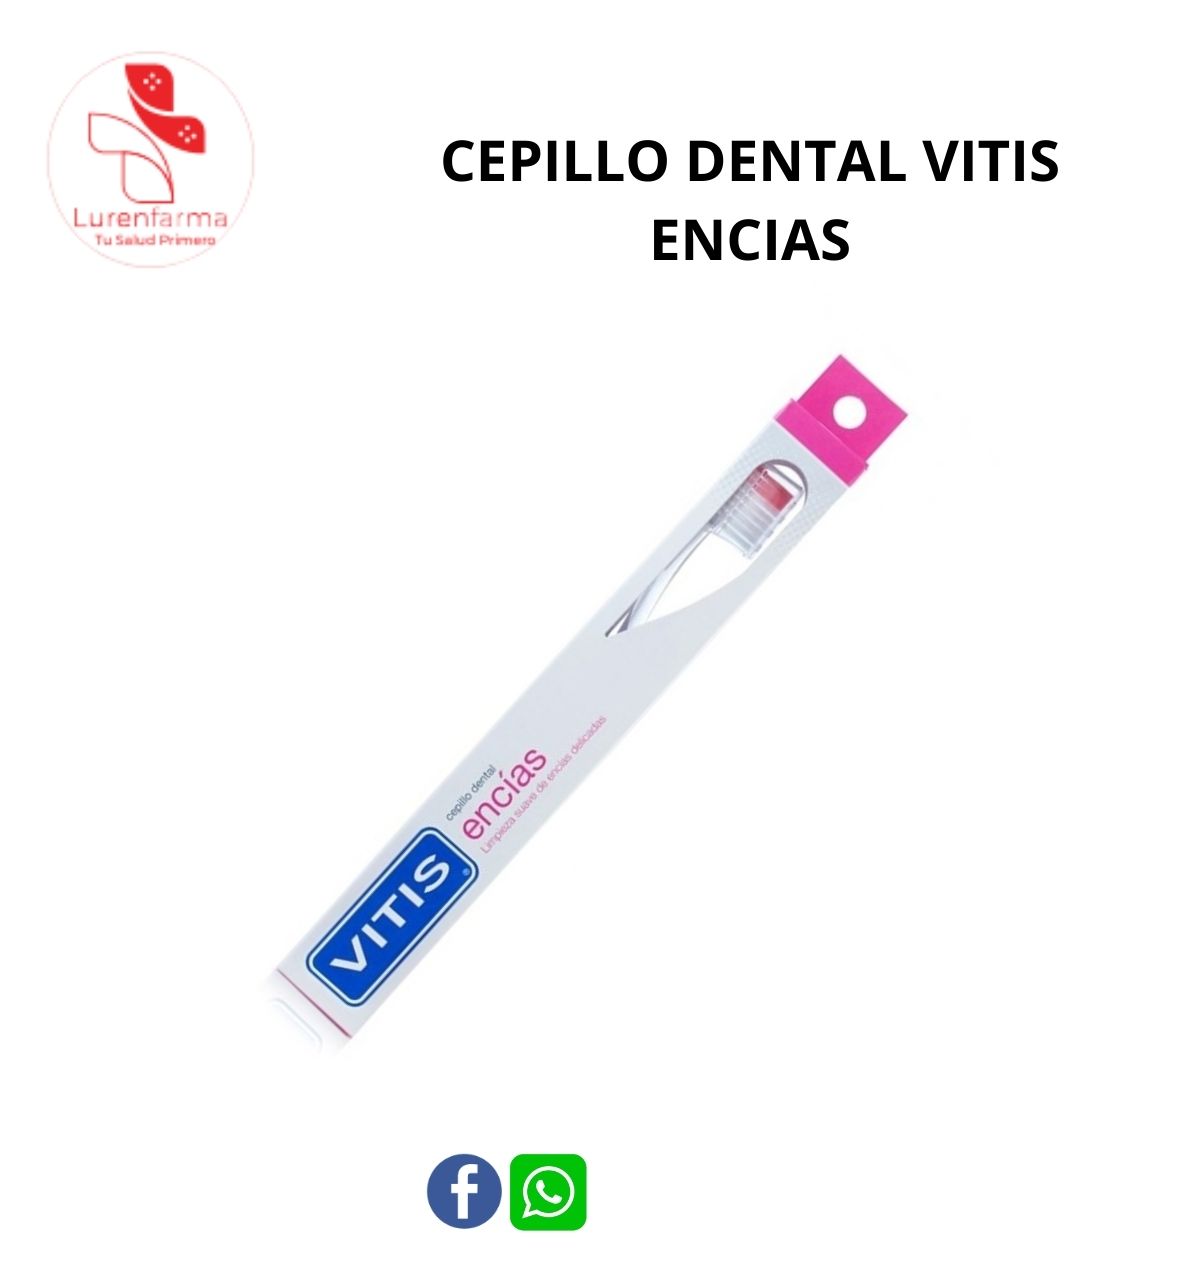 CEPILLO DENTAL VITIS
ENCIAS
Lurenfarma
Tu Salud Primero
cepillo dental
encías
Limpieza suave de encías delicadas
VITIS®